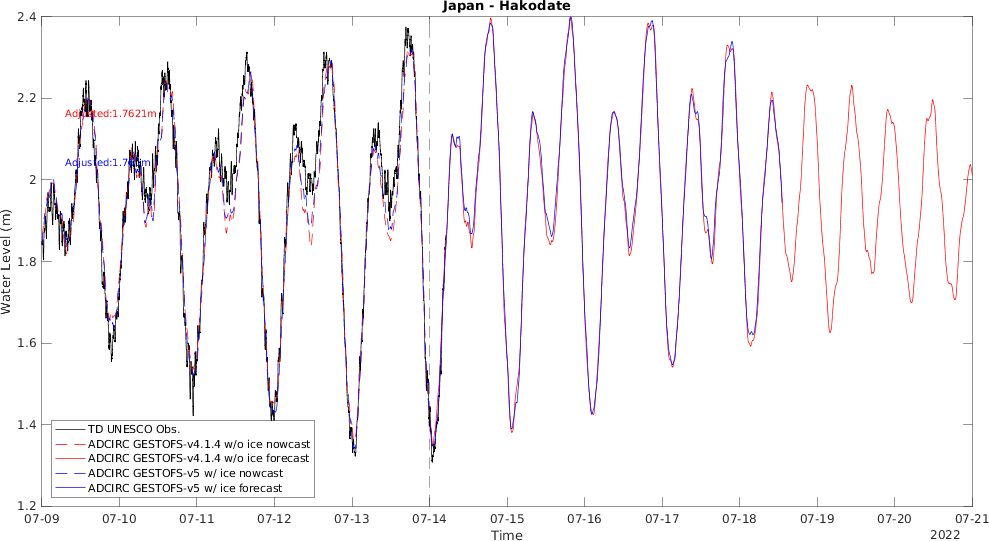 Japan - Hakodate
2.4
2.2
2
1.8
1.6
1.4
1.2
Water Level (m)
Adjusted:1.7621m
TD UNESCO Obs.
ADCIRC GESTOFS-v4.1.4 w/o ice nowcast
ADCIRC GESTOFS-v4.1.4 w/o ice forecast
ADCIRC GESTOFS-v5 w/ ice nowcast
ADCIRC GESTOFS-v5 w/ ice forecast
07-09 07-10 07-11 07-12 07-13 07-14 07-15 07-16 07-17 07-18 07-19 07-20 07-21
Time
2022